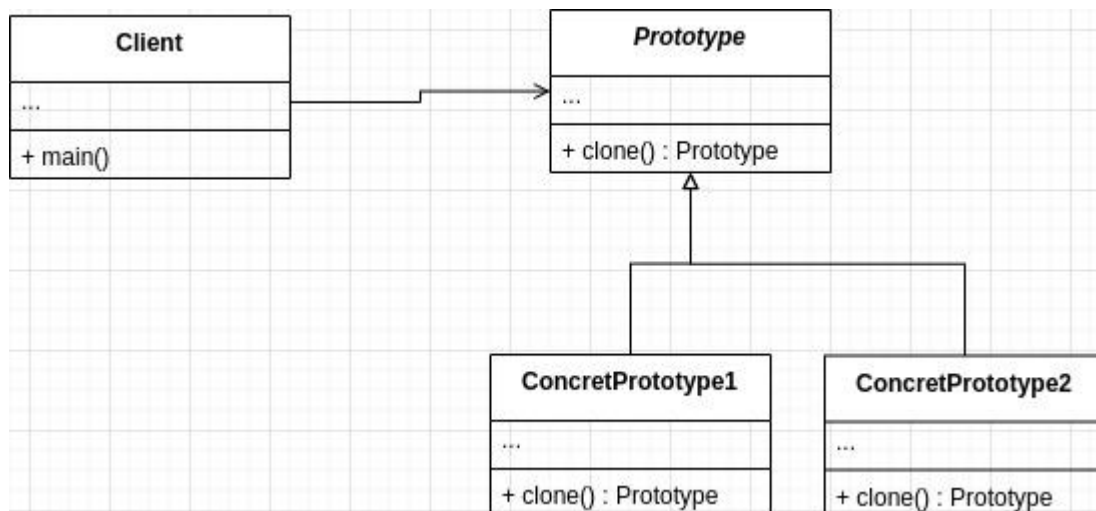 Client
...
+ main()
Prototype
...
+ clone() : Prototype
ConcretPrototype1
...
+ clone() : Prototype
ConcretPrototype2
...
+ clone() : Prototype